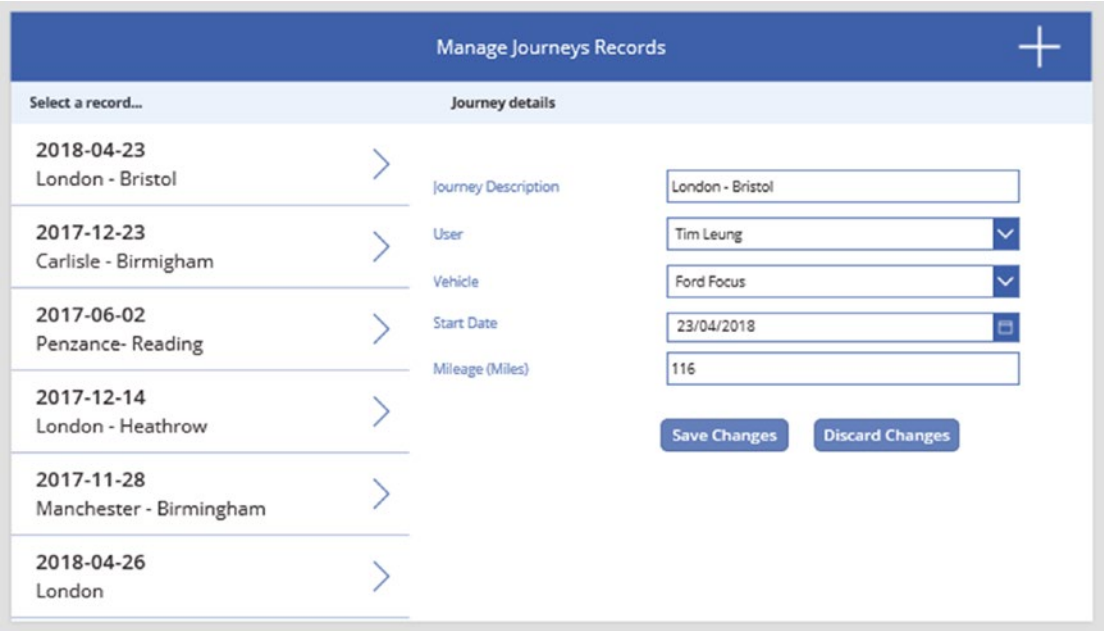 Manage Journeys Records
Select a record...
Journey details
2018-04-23
London - Bristol
2017-12-23
Carlisle - Birmigham
2017-06-02
Penzance- Reading
2017-12-14
London - Heathrow
2017-11-28
Manchester - Birmingham
2018-04-26
London
Journey Description London - Bristol
User Tim Leung
Vehicle Ford Focus
Start Date 23/04/2018
Mileage (Miles) 116
Save Changes Discard Changes